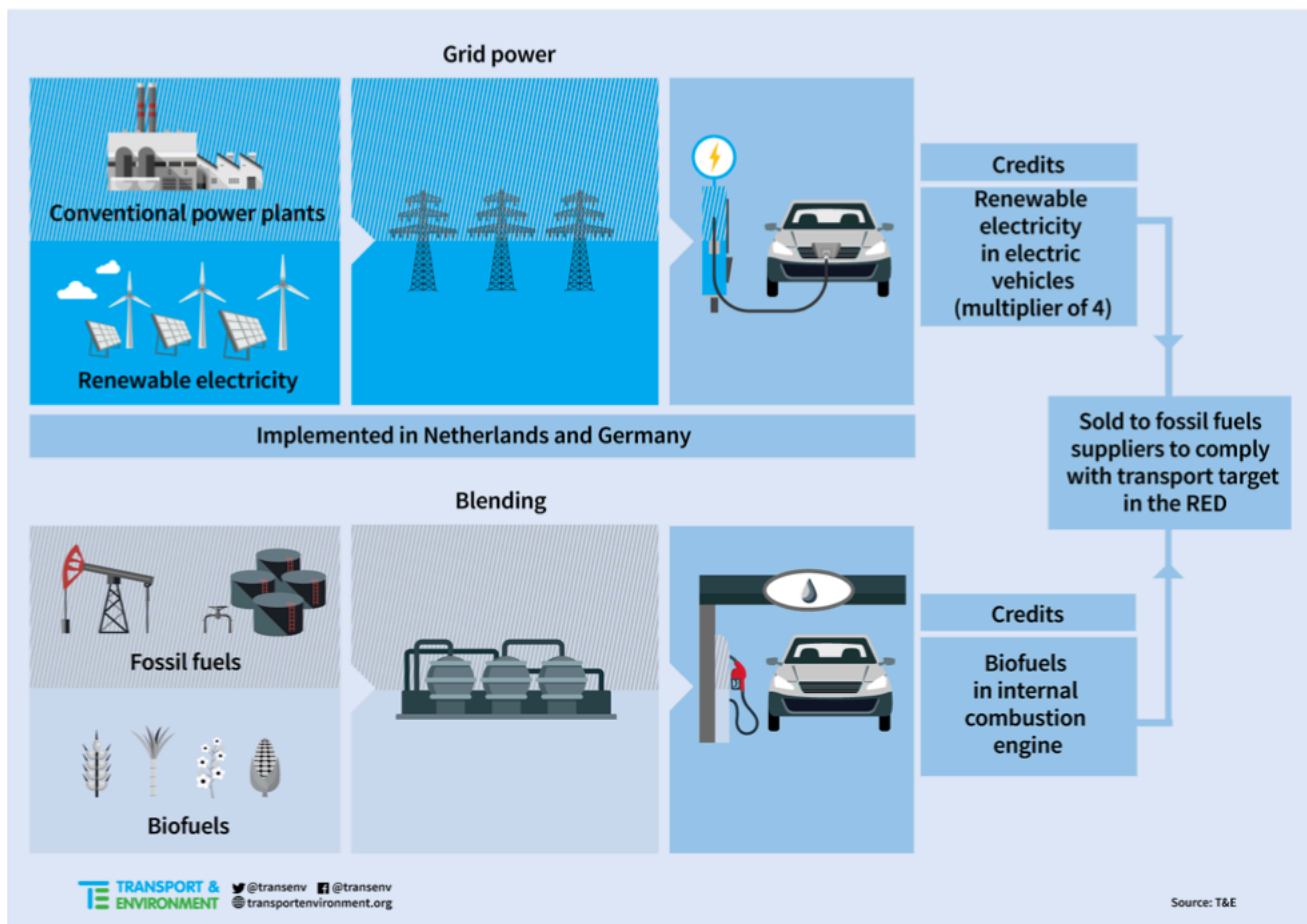 Grid power
Conventional power plants
Renewable electricity
Credits
Renewable
electricity
in electric
vehicles
(multiplier of 4)
Implemented in Netherlands and Germany
Sold to fossil fuels
suppliers to comply
with transport target
in the RED
Blending
Fossil fuels
Biofuels
Credits
Biofuels
in internal
combustion
engine
TE TRANSPORT &
ENVIRONMENT
@transenv @transenv
transportenvironment.org
Source: T&E